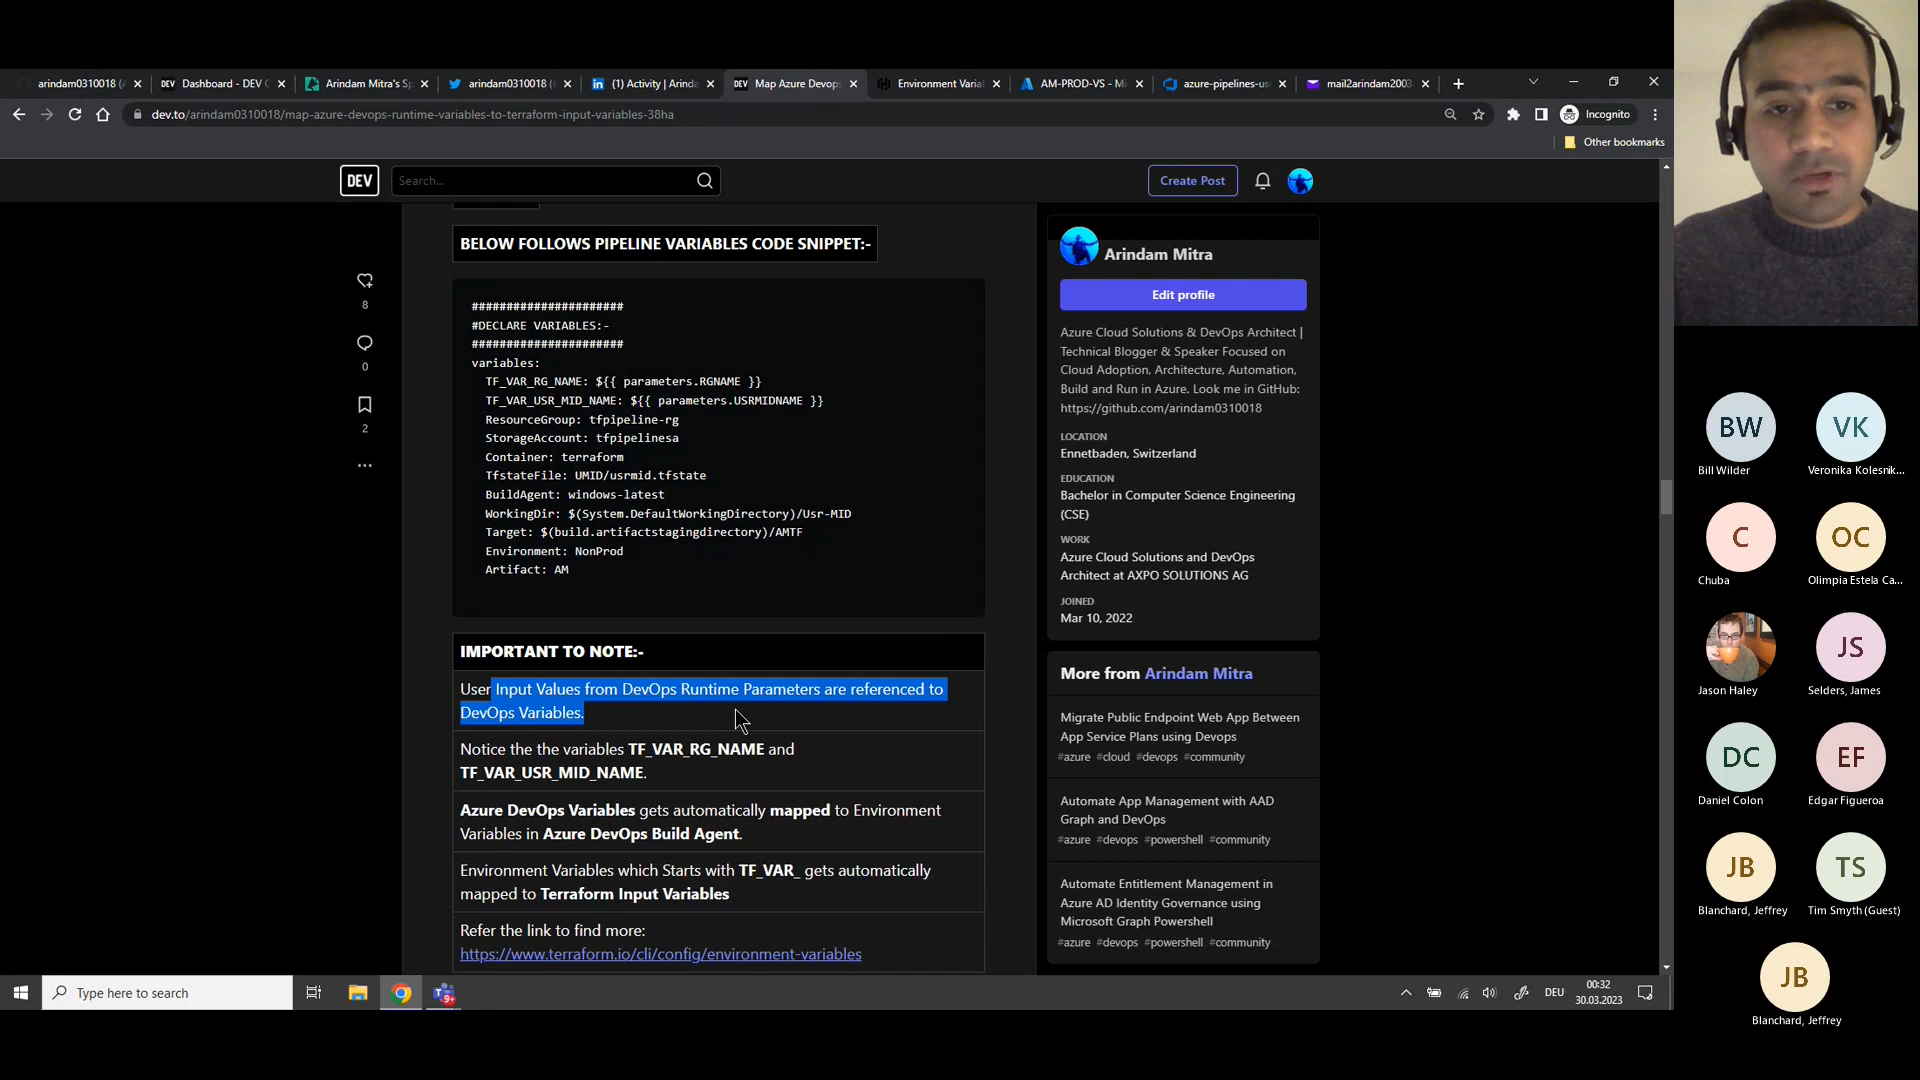 arindam0310018 (
Dashboard - DEV C
Arindam Mitra's Sp
arindam0310018 (
(1) Activity | Arinda
Map Azure Devops
Environment Varia
AM-PROD-VS - Mi
azure-pipelines-us
mail2arindam2003
dev.to/arindam0310018/map-azure-devops-runtime-variables-to-terraform-input-variables-38ha
Incognito
Other bookmarks
DEV
Search...
Create Post
BELOW FOLLOWS PIPELINE VARIABLES CODE SNIPPET:-
8
0
2
######################
#DECLARE VARIABLES:-
######################
variables:
TF_VAR_RG_NAME: ${{ parameters.RGNAME }}
TF_VAR_USR_MID_NAME: ${{ parameters.USRMIDNAME }}
ResourceGroup: tfpipeline-rg
StorageAccount: tfpipelinesa
Container: terraform
TfstateFile: UMID/usrmid.tfstate
BuildAgent: windows-latest
WorkingDir: $(System.DefaultWorkingDirectory)/Usr-MID
Target: $(build.artifactstagingdirectory)/AMTF
Environment: NonProd
Artifact: AM
IMPORTANT TO NOTE:-
User Input Values from DevOps Runtime Parameters are referenced to
DevOps Variables.
Notice the the variables TF_VAR_RG_NAME and
TF_VAR_USR_MID_NAME.
Azure DevOps Variables gets automatically mapped to Environment
Variables in Azure DevOps Build Agent.
Environment Variables which Starts with TF_VAR_ gets automatically
mapped to Terraform Input Variables
Refer the link to find more:
https://www.terraform.io/cli/config/environment-variables
Arindam Mitra
Edit profile
Azure Cloud Solutions & DevOps Architect |
Technical Blogger & Speaker Focused on
Cloud Adoption, Architecture, Automation,
Build and Run in Azure. Look me in GitHub:
https://github.com/arindam0310018
LOCATION
Ennetbaden, Switzerland
EDUCATION
Bachelor in Computer Science Engineering
(CSE)
WORK
Azure Cloud Solutions and DevOps
Architect at AXPO SOLUTIONS AG
JOINED
Mar 10, 2022
More from Arindam Mitra
Migrate Public Endpoint Web App Between
App Service Plans using Devops
#azure #cloud #devops #community
Automate App Management with AAD
Graph and DevOps
#azure #devops #powershell #community
Automate Entitlement Management in
Azure AD Identity Governance using
Microsoft Graph Powershell
#azure #devops #powershell #community
Type here to search
9+
DEU
00:32
30.03.2023
BW
Bill Wilder
VK
Veronika Kolesnik...
C
Chuba
OC
Olimpia Estela Ca...
Jason Haley
JS
Selders, James
DC
Daniel Colon
EF
Edgar Figueroa
JB
Blanchard, Jeffrey
TS
Tim Smyth (Guest)
JB
Blanchard, Jeffrey